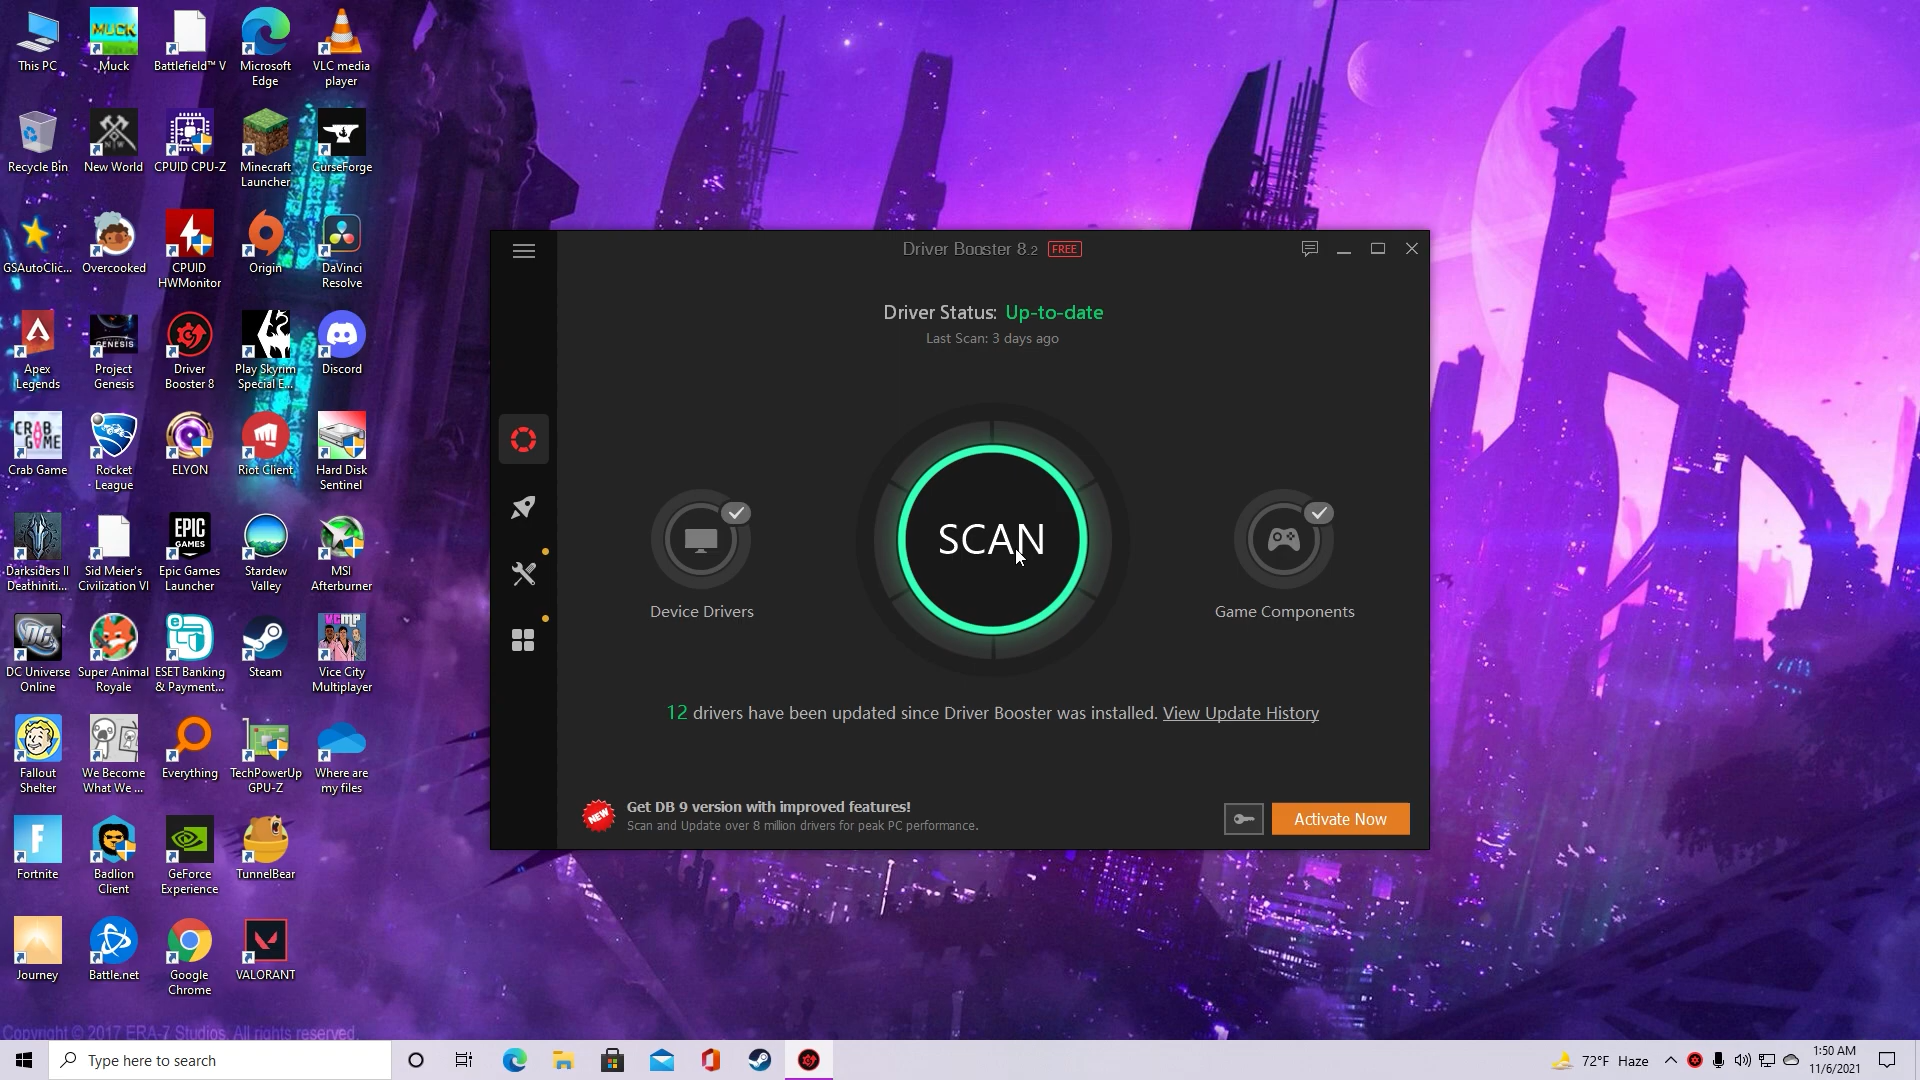 This PC
Muck
Battlefield™ V
Microsoft
Edge
VLC media
player
MUCK
Recycle Bin
New World
CPUID CPU-Z
Minecraft
Launcher
CurseForge
GSAutoClic...
Overcooked
CPUID
HWMonitor
Origin
DaVinci
Resolve
GENESIS
Apex
Legends
Project
Genesis
Driver
Booster 8
Play Skyrim
Special E...
Discord
CRAB
GAME
Crab Game
Rocket
League
ELYON
Riot Client
Hard Disk
Sentinel
EPIC
GAMES
Darksiders II
Deathiniti...
Sid Meier's
Civilization VI
Epic Games
Launcher
Stardew
Valley
MSI
Afterburner
DC
VCMP
DC Universe
Online
Super Animal
Royale
ESET Banking
& Payment...
Steam
Vice City
Multiplayer
Fallout
Shelter
We Become
What We ...
Everything
TechPowerUp
GPU-Z
Where are
my files
Fortnite
Badlion
Client
GeForce
Experience
TunnelBear
Journey
Battle.net
Google
Chrome
VALORANT
Copyright © 2017 ERA-7 Studios. All rights reserved.
Driver Booster 8.2 FREE
Driver Status: Up-to-date
Last Scan: 3 days ago
SCAN
Device Drivers
Game Components
12 drivers have been updated since Driver Booster was installed. View Update History
NEW
Get DB 9 version with improved features!
Scan and Update over 8 million drivers for peak PC performance.
Activate Now
Type here to search
72°F Haze
1:50 AM
11/6/2021